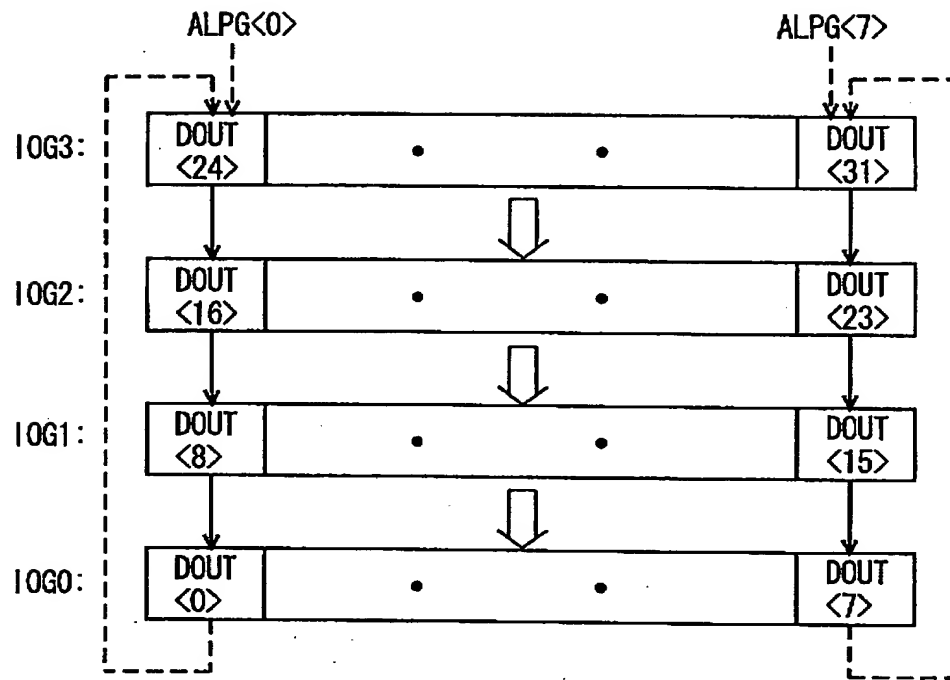 ALPG<0> ALPG<7>
IOG3: DOUT <24> DOUT <31>
IOG2: DOUT <16> DOUT <23>
IOG1: DOUT <8> DOUT <15>
IOG0: DOUT <0> DOUT <7>